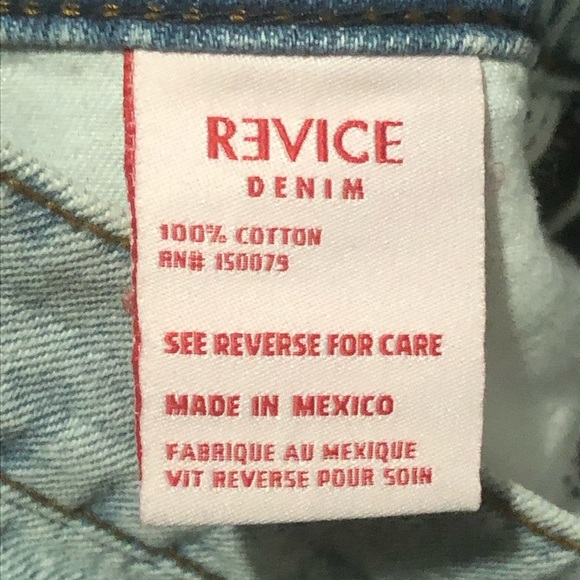 RƎVICE
DENIM
100% COTTON
RN# 150079
SEE REVERSE FOR CARE
MADE IN MEXICO
FABRIQUE AU MEXIQUE
VIT REVERSE POUR SOIN